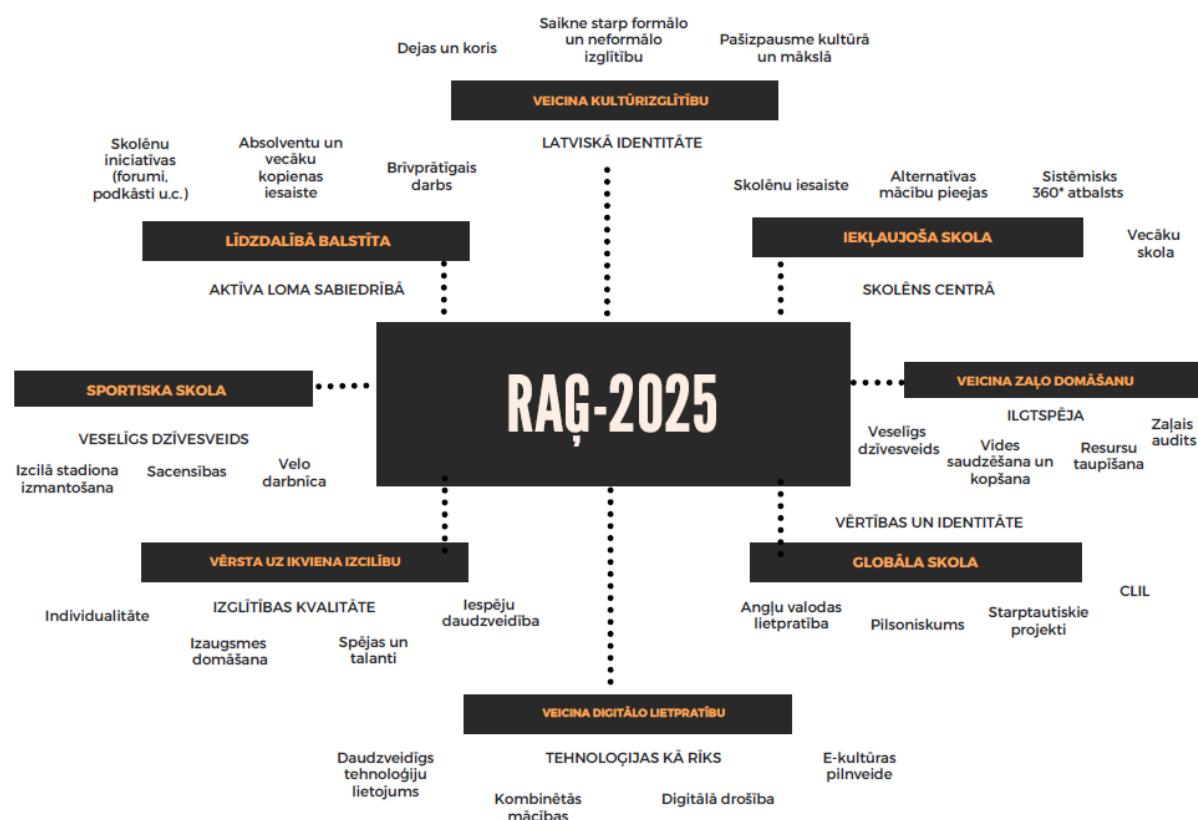 Dejas un koris
Saikne starp formālo
un neformālo
izglītību
Pašizpausme kultūrā
un mākslā
VEICINA KULTŪRIZGLĪTĪBU
LATVISKĀ IDENTITĀTE
Skolēnu
iniciatīvas
(forumi,
podkāsti u.c.)
Absolventu un
vecāku
kopienas
iesaiste
Brīvprātīgais
darbs
LĪDZDALĪBĀ BALSTĪTA
AKTĪVA LOMA SABIEDRĪBĀ
Skolēnu iesaiste
Alternatīvas
mācību pieejas
Sistēmisks
360* atbalsts
Vecāku
skola
IEKĻAUJOŠA SKOLA
SKOLĒNS CENTRĀ
RAĢ-2025
SPORTISKA SKOLA
VESELĪGS DZĪVESVEIDS
Izcilā stadiona
izmantošana
Sacensības
Velo
darbnīca
VEICINA ZAĻO DOMĀŠANU
ILGTSPĒJA
Veselīgs
dzīvesveids
Vides
saudzēšana un
kopšana
Resursu
taupīšana
Zaļais
audits
VĒRSTA UZ IKVIENA IZCILĪBU
IZGLĪTĪBAS KVALITĀTE
Individualitāte
Izaugsmes
domāšana
Spējas un
talanti
Iespēju
daudzveidība
VĒRTĪBAS UN IDENTITĀTE
GLOBĀLA SKOLA
Angļu valodas
lietpratība
Pilsoniskums
Starptautiskie
projekti
CLIL
VEICINA DIGITĀLO LIETPRATĪBU
TEHNOLOĢIJAS KĀ RĪKS
Daudzveidīgs
tehnoloģiju
lietojums
Kombinētās
mācības
Digitālā drošība
E-kultūras
pilnveide